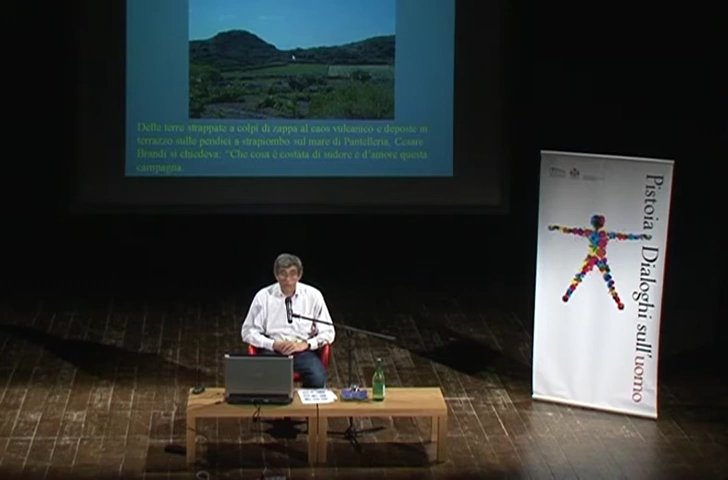 Delle terre strappate a colpi di zappa al caos vulcanico e deposte in
terrazzo sulle pendici a strapiombo sul mare di Pantelleria. Cesare
Brandi si chiedeva: "Che cosa è costata di sudore e d'amore questa
campagna.
Pistoia - Dialoghi sull'uomo